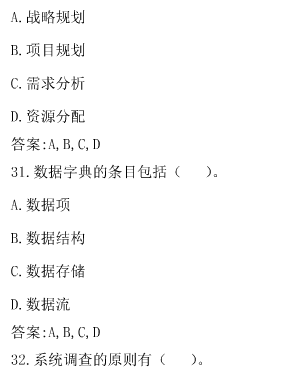 A.战略规划
B.项目规划
C.需求分析
D.资源分配
答案:A,B,C,D
31.数据字典的条目包括（   ）。
A.数据项
B.数据结构
C.数据存储
D.数据流
答案:A,B,C,D
32.系统调查的原则有（   ）。